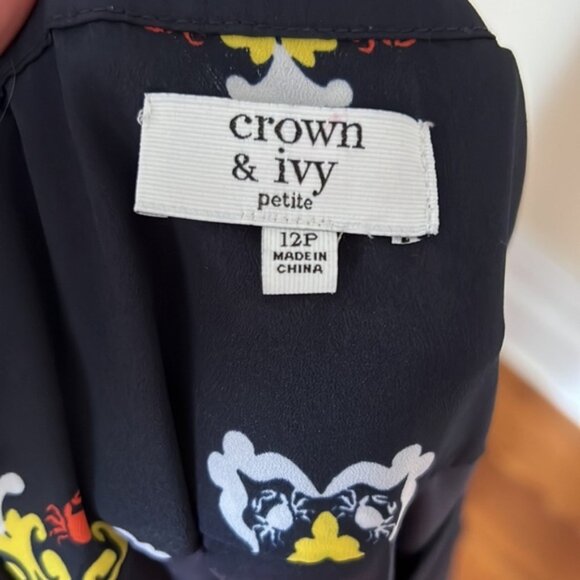 crown
& ivy
petite
12P
MADE IN
CHINA